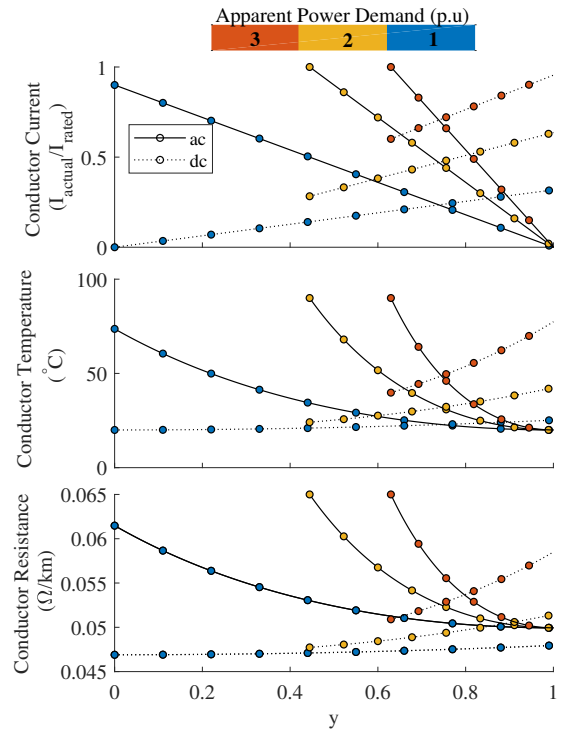 Apparent Power Demand (p.u)
3 2 1
Conductor Current
(I_actual/I_rated)
1
0.5
0
ac
dc
Conductor Temperature
(°C)
100
50
0
Conductor Resistance
(Ω/km)
0.065
0.06
0.055
0.05
0.045
0 0.2 0.4 0.6 0.8 1
y